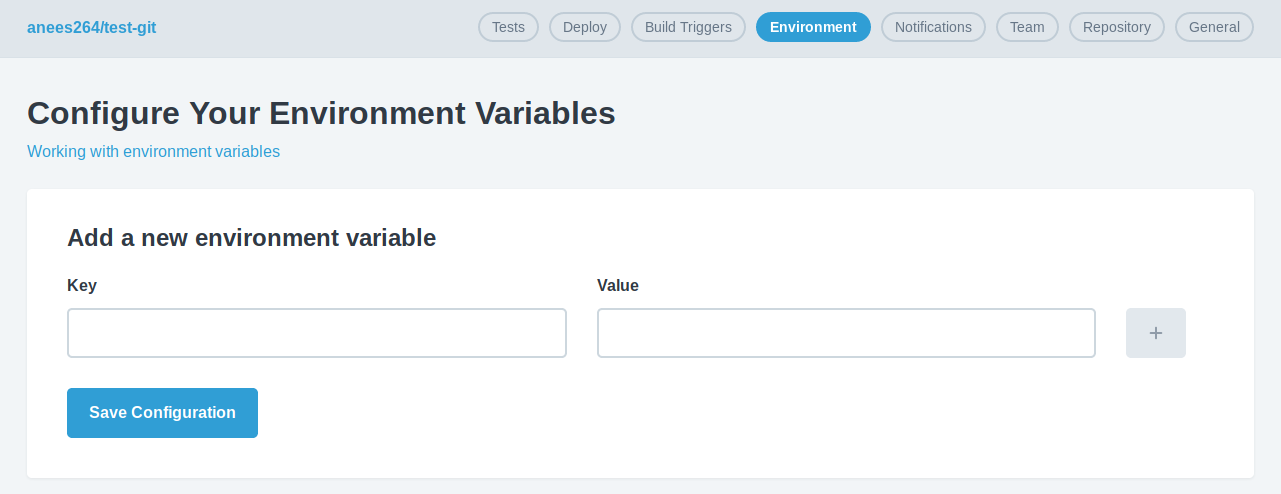 anees264/test-git Tests Deploy Build Triggers Environment Notifications Team Repository General
Configure Your Environment Variables
Working with environment variables
Add a new environment variable
Key Value
+
Save Configuration